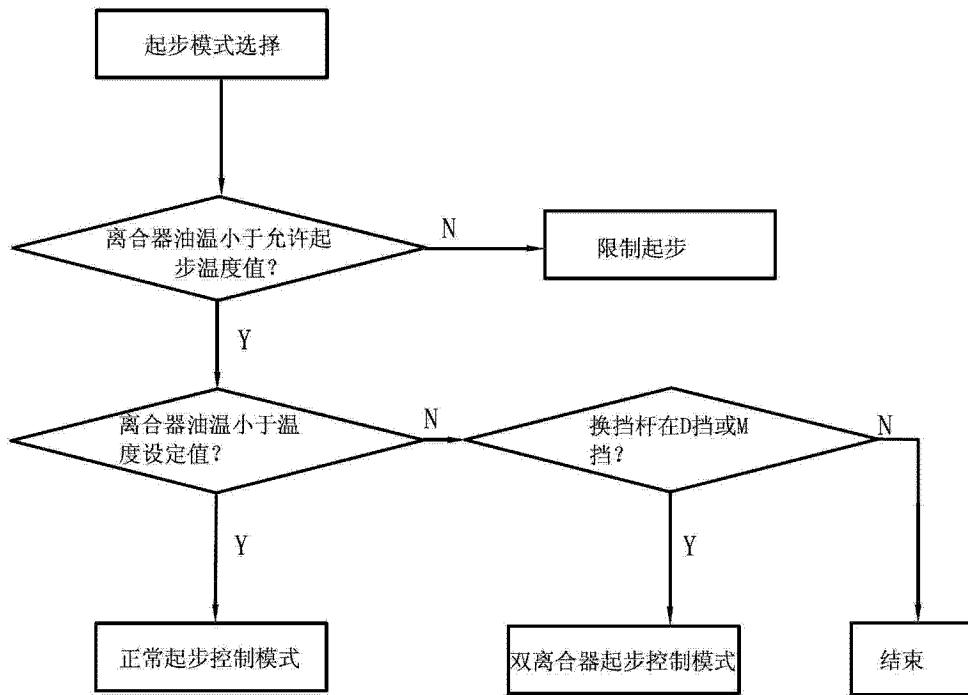 起步模式选择
离合器油温小于允许起
步温度值？
N
限制起步
Y
离合器油温小于温
度设定值？
N
换挡杆在D挡或M
挡？
N
Y
Y
正常起步控制模式
双离合器起步控制模式
结束